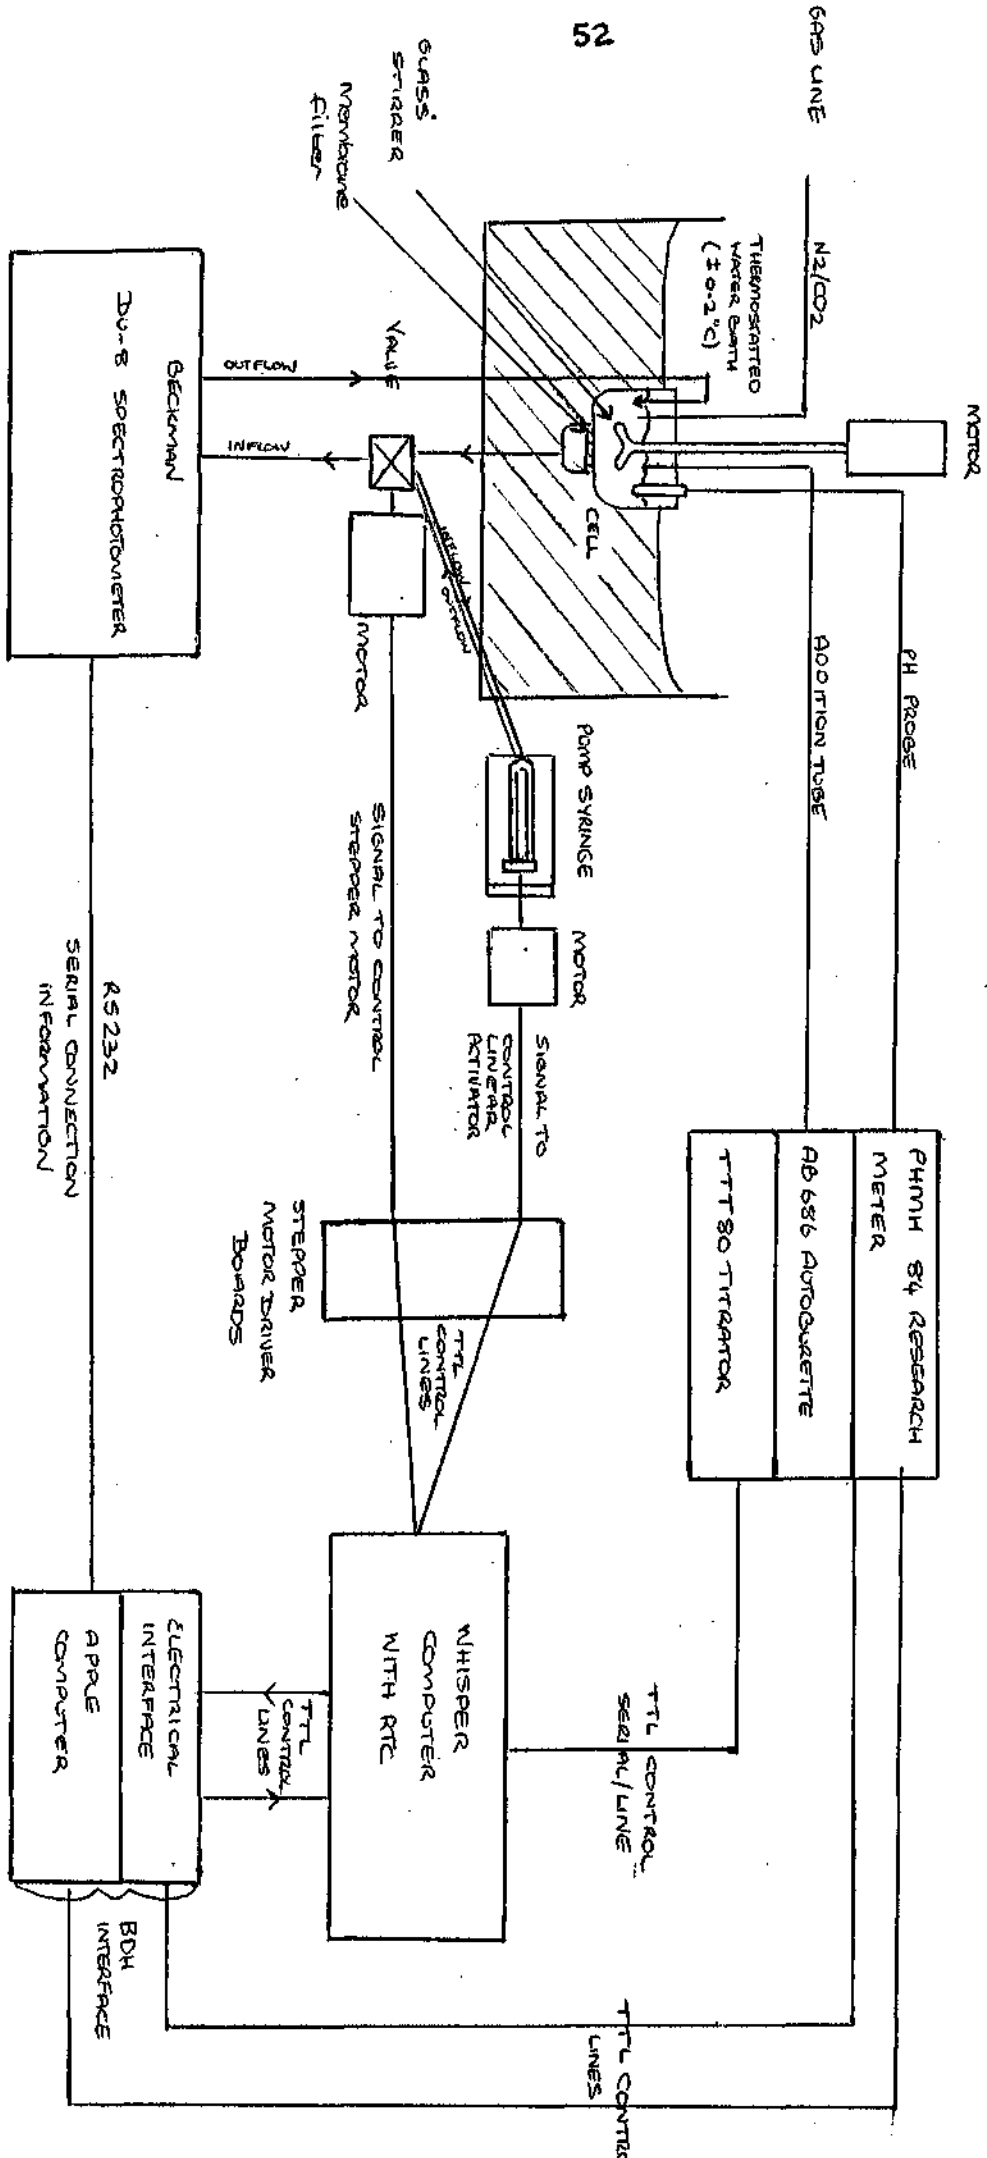 52
GAS LINE
N2/CO2
MOTOR
GLASS
STIRRER
Membrane
filter
THERMOSTATTED
WATER BATH
(± 0.2 °C)
CELL
PH PROBE
ADDITION TUBE
PHMH 84 RESEARCH
METER
AB 686 AUTOBURETTE
TTT 80 TITRATOR
OUTFLOW
INFLOW
VALVE
MOTOR
INFLOW
OUTFLOW
PUMP SYRINGE
MOTOR
SIGNAL TO
CONTROL
LINEAR
ACTIVATOR
SIGNAL TO CONTROL
STEPPER MOTOR
STEPPER
MOTOR DRIVER
BOARDS
TTL
CONTROL
LINES
BECKMAN
DU-8 SPECTROPHOTOMETER
RS232
SERIAL CONNECTION
INFORMATION
WHISPER
COMPUTER
WITH RTC
TTL CONTROL
SERIAL/LINE
TTL
CONTROL
LINES
ELECTRICAL
INTERFACE
APPLE
COMPUTER
BDH
INTERFACE
TTL CONTR
LINES